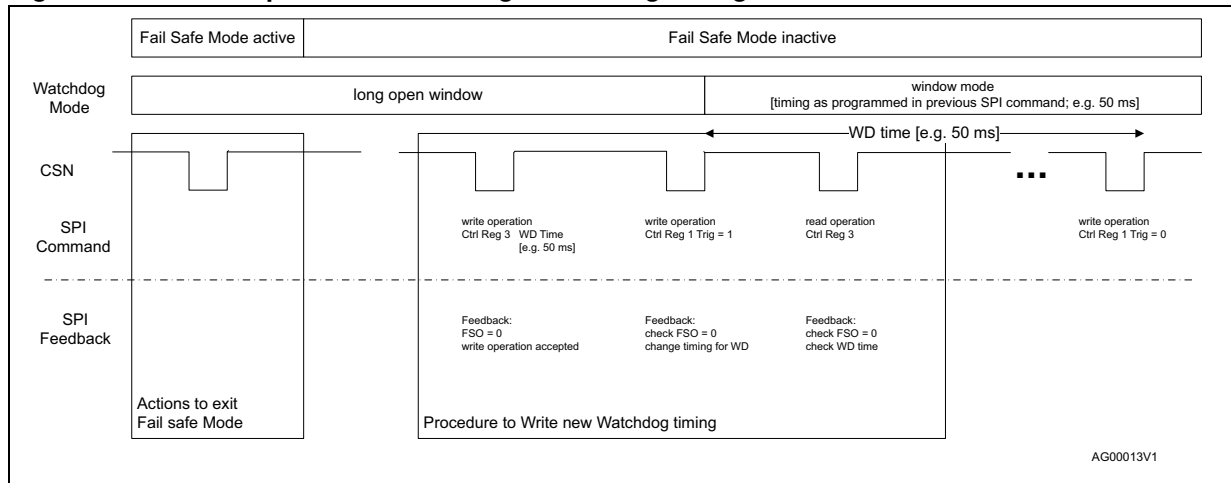 Fail Safe Mode active
Fail Safe Mode inactive
Watchdog
Mode
long open window
window mode
[timing as programmed in previous SPI command; e.g. 50 ms]
WD time [e.g. 50 ms]
CSN
...
SPI
Command
write operation
Ctrl Reg 3 WD Time
[e.g. 50 ms]
write operation
Ctrl Reg 1 Trig = 1
read operation
Ctrl Reg 3
write operation
Ctrl Reg 1 Trig = 0
SPI
Feedback
Feedback:
FSO = 0
write operation accepted
Feedback:
check FSO = 0
change timing for WD
Feedback:
check FSO = 0
check WD time
Actions to exit
Fail safe Mode
Procedure to Write new Watchdog timing
AG00013V1